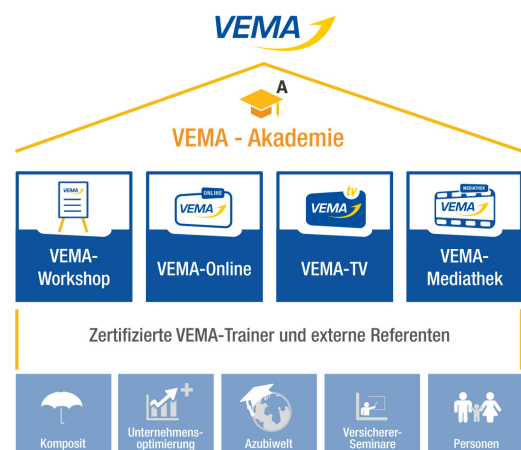 VEMA
A
VEMA - Akademie
VEMA
ONLINE
VEMA
tv
VEMA
MEDIATHEK
VEMA
VEMA-
Workshop
VEMA-Online
VEMA-TV
VEMA-
Mediathek
Zertifizierte VEMA-Trainer und externe Referenten
Komposit
Unternehmens-
optimierung
Azubiwelt
Versicherer-
Seminare
Personen